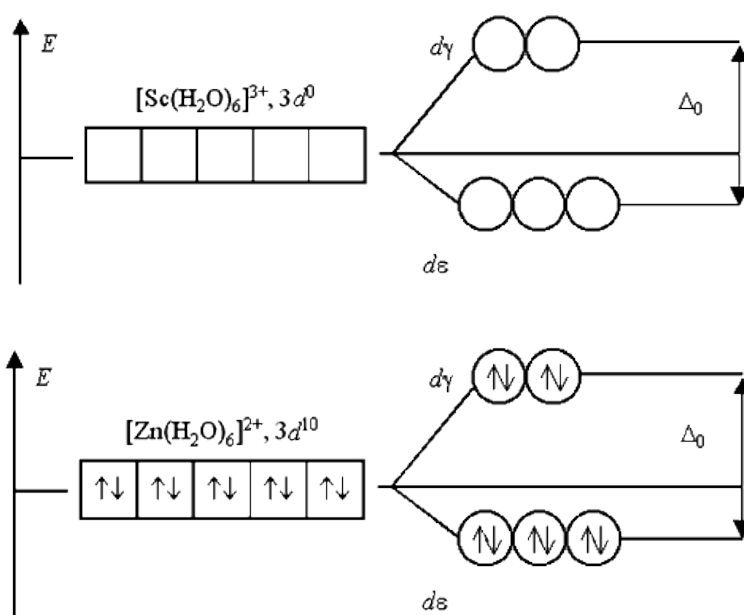 E
dγ
[Sc(H₂O)₆]³⁺, 3d⁰
Δ₀
dε
E
dγ
[Zn(H₂O)₆]²⁺, 3d¹⁰
Δ₀
↑↓ ↑↓ ↑↓ ↑↓ ↑↓
dε